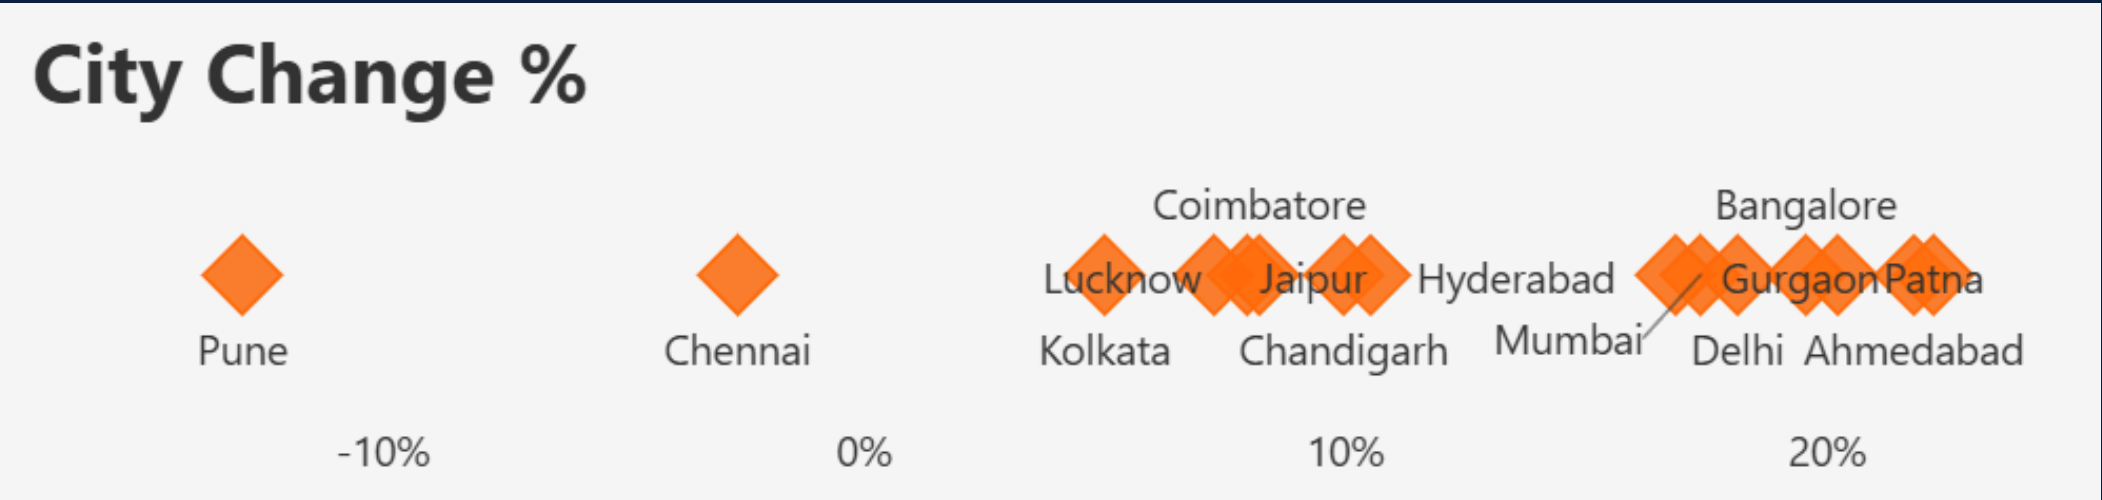 City Change %
Coimbatore Bangalore
Lucknow Jaipur Hyderabad Gurgaon Patna
Mumbai
Pune Chennai Kolkata Chandigarh Delhi Ahmedabad
-10% 0% 10% 20%